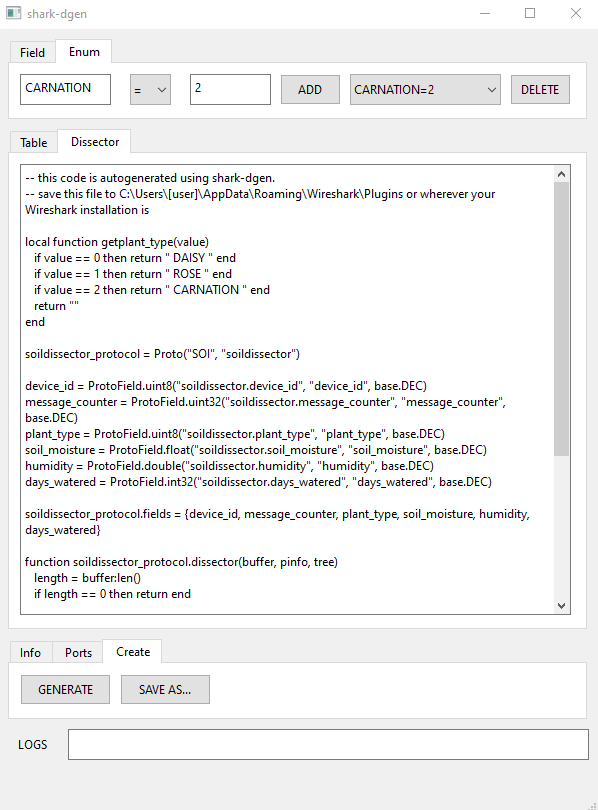 shark-dgen
Field Enum
CARNATION = 2 ADD CARNATION=2 DELETE
Table Dissector
-- this code is autogenerated using shark-dgen.
-- save this file to C:\Users\[user]\AppData\Roaming\Wireshark\Plugins or wherever your
Wireshark installation is
local function getplant_type(value)
if value == 0 then return " DAISY " end
if value == 1 then return " ROSE " end
if value == 2 then return " CARNATION " end
return ""
end
soildissector_protocol = Proto("SOI", "soildissector")
device_id = ProtoField.uint8("soildissector.device_id", "device_id", base.DEC)
message_counter = ProtoField.uint32("soildissector.message_counter", "message_counter",
base.DEC)
plant_type = ProtoField.uint8("soildissector.plant_type", "plant_type", base.DEC)
soil_moisture = ProtoField.float("soildissector.soil_moisture", "soil_moisture", base.DEC)
humidity = ProtoField.double("soildissector.humidity", "humidity", base.DEC)
days_watered = ProtoField.int32("soildissector.days_watered", "days_watered", base.DEC)
soildissector_protocol.fields = {device_id, message_counter, plant_type, soil_moisture, humidity,
days_watered}
function soildissector_protocol.dissector(buffer, pinfo, tree)
length = buffer:len()
if length == 0 then return end
Info Ports Create
GENERATE SAVE AS...
LOGS